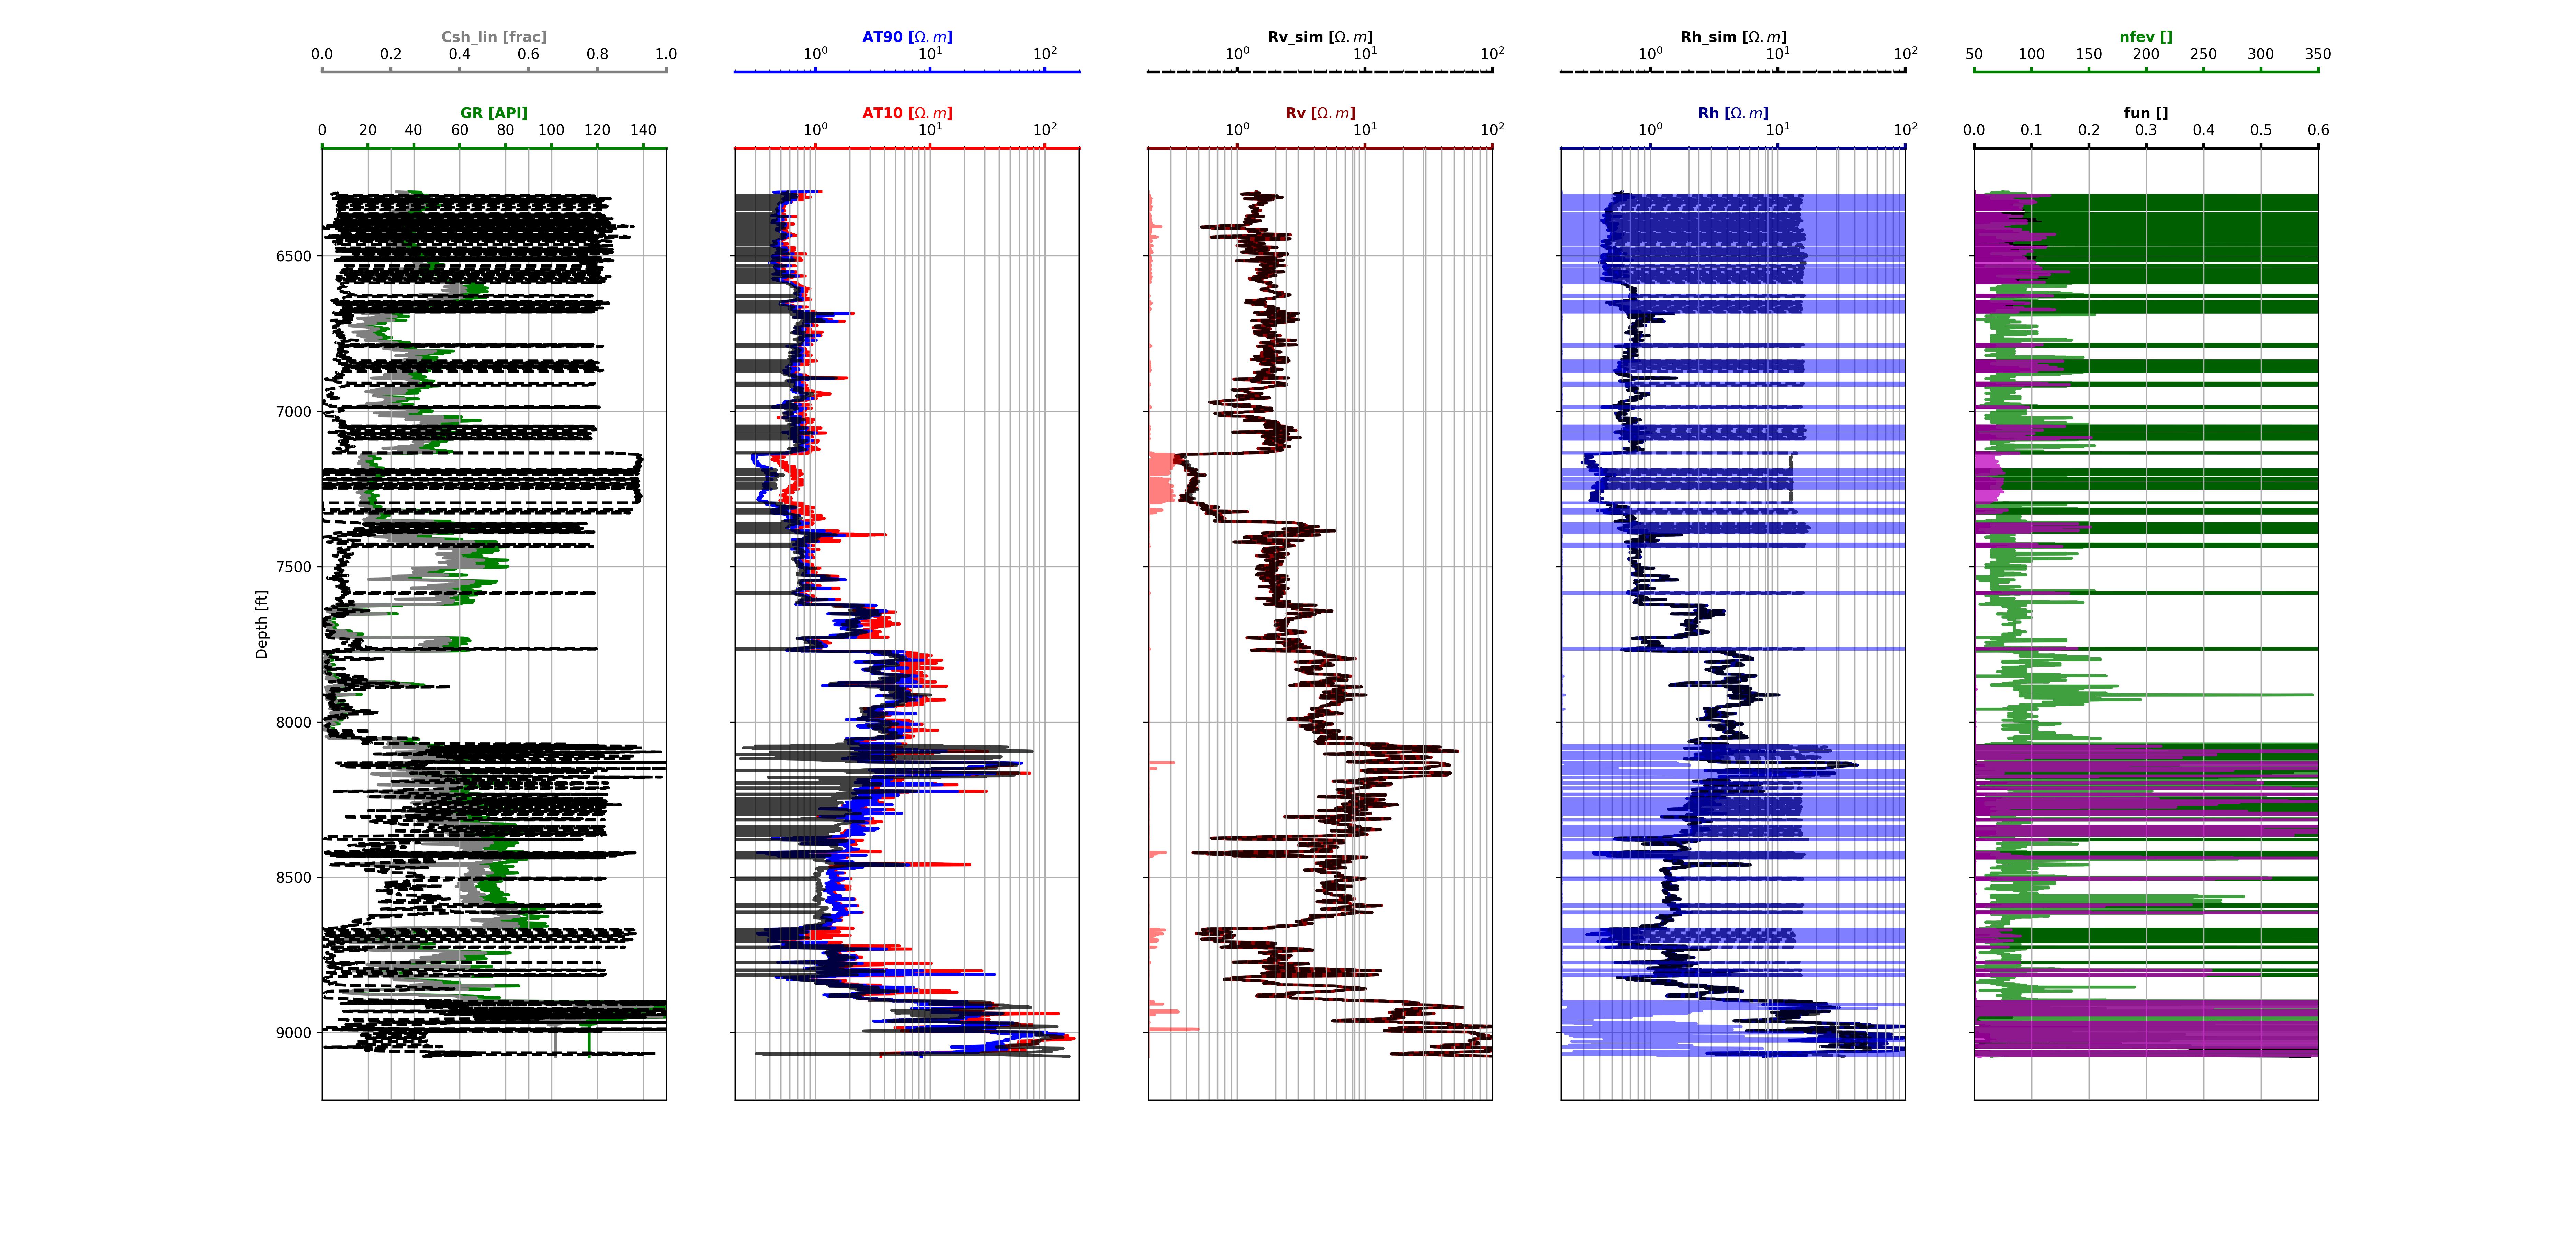 Csh_lin [frac] AT90 [Ω.m] Rv_sim [Ω.m] Rh_sim [Ω.m] nfev []
0.0 0.2 0.4 0.6 0.8 1.0 10⁰ 10¹ 10² 10⁰ 10¹ 10² 10⁰ 10¹ 10² 50 100 150 200 250 300 350
GR [API] AT10 [Ω.m] Rv [Ω.m] Rh [Ω.m] fun []
0 20 40 60 80 100 120 140 10⁰ 10¹ 10² 10⁰ 10¹ 10² 10⁰ 10¹ 10² 0.0 0.1 0.2 0.3 0.4 0.5 0.6
6500
7000
7500
Depth [ft]
8000
8500
9000